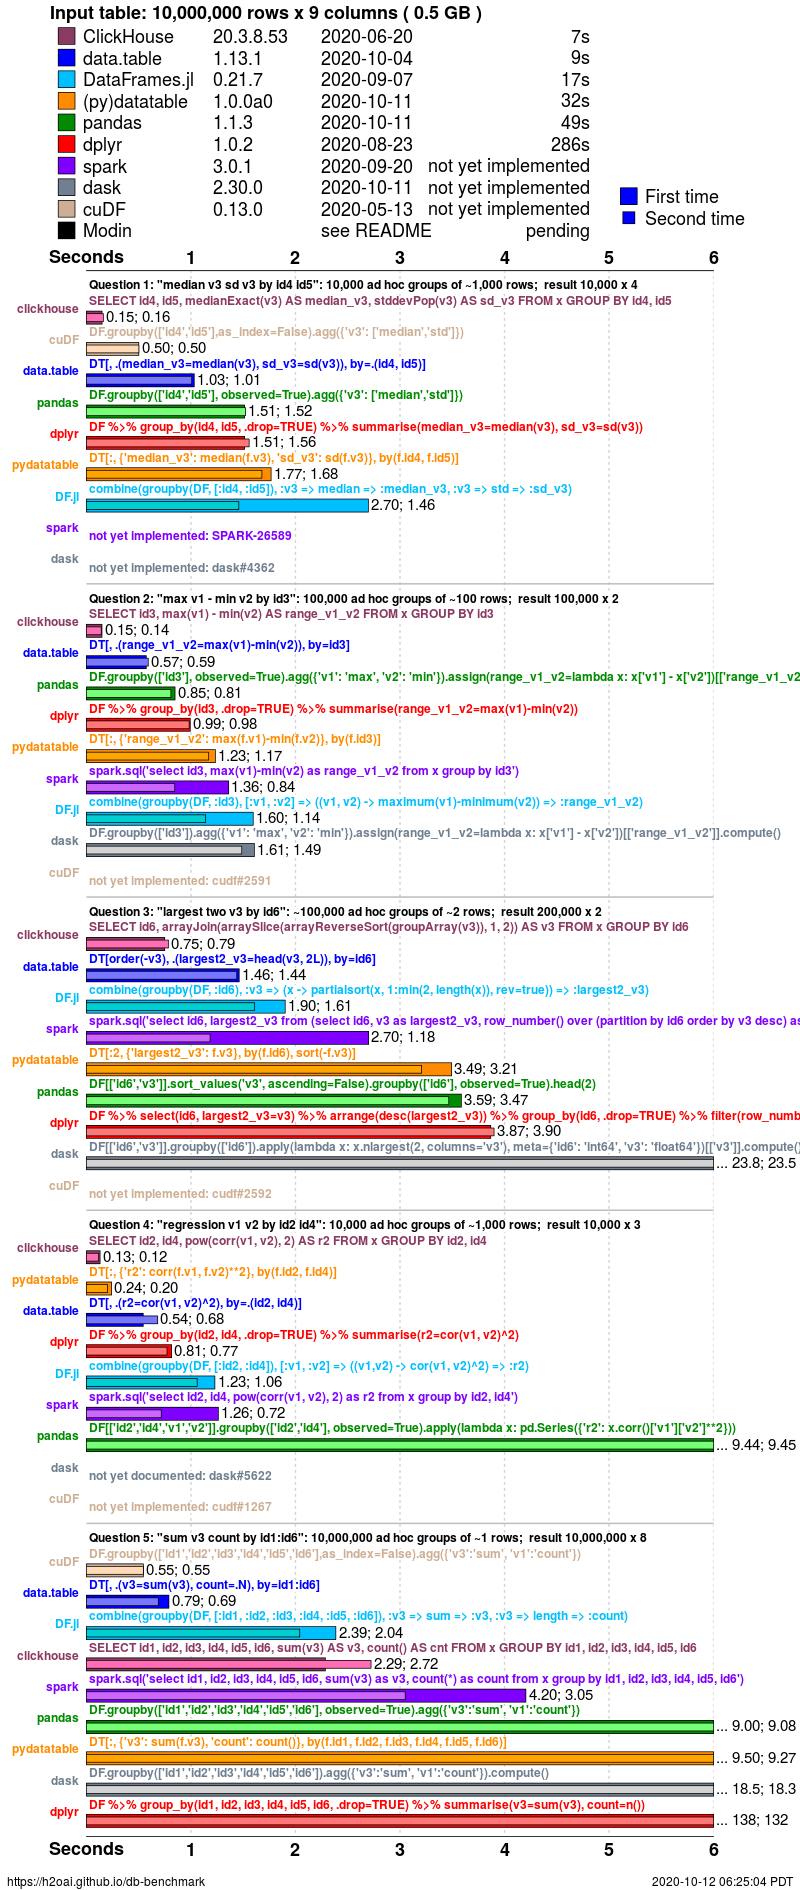 Input table: 10,000,000 rows x 9 columns ( 0.5 GB )
ClickHouse 20.3.8.53 2020-06-20 7s
data.table 1.13.1 2020-10-04 9s
DataFrames.jl 0.21.7 2020-09-07 17s
(py)datatable 1.0.0a0 2020-10-11 32s
pandas 1.1.3 2020-10-11 49s
dplyr 1.0.2 2020-08-23 286s
spark 3.0.1 2020-09-20 not yet implemented
dask 2.30.0 2020-10-11 not yet implemented
cuDF 0.13.0 2020-05-13 not yet implemented
Modin see README pending
First time
Second time
Seconds 1 2 3 4 5 6
Question 1: "median v3 sd v3 by id4 id5": 10,000 ad hoc groups of ~1,000 rows; result 10,000 x 4
SELECT id4, id5, medianExact(v3) AS median_v3, stddevPop(v3) AS sd_v3 FROM x GROUP BY id4, id5
clickhouse 0.15; 0.16
DF.groupby(['id4','id5'],as_index=False).agg({'v3': ['median','std']})
cuDF 0.50; 0.50
DT[, .(median_v3=median(v3), sd_v3=sd(v3)), by=.(id4, id5)]
data.table 1.03; 1.01
DF.groupby(['id4','id5'], observed=True).agg({'v3': ['median','std']})
pandas 1.51; 1.52
DF %>% group_by(id4, id5, .drop=TRUE) %>% summarise(median_v3=median(v3), sd_v3=sd(v3))
dplyr 1.51; 1.56
DT[:, {'median_v3': median(f.v3), 'sd_v3': sd(f.v3)}, by(f.id4, f.id5)]
pydatatable 1.77; 1.68
combine(groupby(DF, [:id4, :id5]), :v3 => median => :median_v3, :v3 => std => :sd_v3)
DF.jl 2.70; 1.46
spark not yet implemented: SPARK-26589
dask not yet implemented: dask#4362
Question 2: "max v1 - min v2 by id3": 100,000 ad hoc groups of ~100 rows; result 100,000 x 2
SELECT id3, max(v1) - min(v2) AS range_v1_v2 FROM x GROUP BY id3
clickhouse 0.15; 0.14
DT[, .(range_v1_v2=max(v1)-min(v2)), by=id3]
data.table 0.57; 0.59
DF.groupby(['id3'], observed=True).agg({'v1': 'max', 'v2': 'min'}).assign(range_v1_v2=lambda x: x['v1'] - x['v2'])[['range_v1_v2
pandas 0.85; 0.81
DF %>% group_by(id3, .drop=TRUE) %>% summarise(range_v1_v2=max(v1)-min(v2))
dplyr 0.99; 0.98
DT[:, {'range_v1_v2': max(f.v1)-min(f.v2)}, by(f.id3)]
pydatatable 1.23; 1.17
spark.sql('select id3, max(v1)-min(v2) as range_v1_v2 from x group by id3')
spark 1.36; 0.84
combine(groupby(DF, :id3), [:v1, :v2] => ((v1, v2) -> maximum(v1)-minimum(v2)) => :range_v1_v2)
DF.jl 1.60; 1.14
DF.groupby(['id3']).agg({'v1': 'max', 'v2': 'min'}).assign(range_v1_v2=lambda x: x['v1'] - x['v2'])[['range_v1_v2']].compute()
dask 1.61; 1.49
cuDF not yet implemented: cudf#2591
Question 3: "largest two v3 by id6": ~100,000 ad hoc groups of ~2 rows; result 200,000 x 2
SELECT id6, arrayJoin(arraySlice(arrayReverseSort(groupArray(v3)), 1, 2)) AS v3 FROM x GROUP BY id6
clickhouse 0.75; 0.79
DT[order(-v3), .(largest2_v3=head(v3, 2L)), by=id6]
data.table 1.46; 1.44
combine(groupby(DF, :id6), :v3 => (x -> partialsort(x, 1:min(2, length(x)), rev=true)) => :largest2_v3)
DF.jl 1.90; 1.61
spark.sql('select id6, largest2_v3 from (select id6, v3 as largest2_v3, row_number() over (partition by id6 order by v3 desc) as
spark 2.70; 1.18
DT[:2, {'largest2_v3': f.v3}, by(f.id6), sort(-f.v3)]
pydatatable 3.49; 3.21
DF[['id6','v3']].sort_values('v3', ascending=False).groupby(['id6'], observed=True).head(2)
pandas 3.59; 3.47
DF %>% select(id6, largest2_v3=v3) %>% arrange(desc(largest2_v3)) %>% group_by(id6, .drop=TRUE) %>% filter(row_numb
dplyr 3.87; 3.90
DF[['id6','v3']].groupby(['id6']).apply(lambda x: x.nlargest(2, columns='v3'), meta={'id6': 'int64', 'v3': 'float64'})[['v3']].compute()
dask ... 23.8; 23.5
cuDF not yet implemented: cudf#2592
Question 4: "regression v1 v2 by id2 id4": 10,000 ad hoc groups of ~1,000 rows; result 10,000 x 3
SELECT id2, id4, pow(corr(v1, v2), 2) AS r2 FROM x GROUP BY id2, id4
clickhouse 0.13; 0.12
DT[:, {'r2': corr(f.v1, f.v2)**2}, by(f.id2, f.id4)]
pydatatable 0.24; 0.20
DT[, .(r2=cor(v1, v2)^2), by=.(id2, id4)]
data.table 0.54; 0.68
DF %>% group_by(id2, id4, .drop=TRUE) %>% summarise(r2=cor(v1, v2)^2)
dplyr 0.81; 0.77
combine(groupby(DF, [:id2, :id4]), [:v1, :v2] => ((v1,v2) -> cor(v1, v2)^2) => :r2)
DF.jl 1.23; 1.06
spark.sql('select id2, id4, pow(corr(v1, v2), 2) as r2 from x group by id2, id4')
spark 1.26; 0.72
DF[['id2','id4','v1','v2']].groupby(['id2','id4'], observed=True).apply(lambda x: pd.Series({'r2': x.corr()['v1']['v2']**2}))
pandas ... 9.44; 9.45
dask not yet documented: dask#5622
cuDF not yet implemented: cudf#1267
Question 5: "sum v3 count by id1:id6": 10,000,000 ad hoc groups of ~1 rows; result 10,000,000 x 8
DF.groupby(['id1','id2','id3','id4','id5','id6'],as_index=False).agg({'v3':'sum', 'v1':'count'})
cuDF 0.55; 0.55
DT[, .(v3=sum(v3), count=.N), by=id1:id6]
data.table 0.79; 0.69
combine(groupby(DF, [:id1, :id2, :id3, :id4, :id5, :id6]), :v3 => sum => :v3, :v3 => length => :count)
DF.jl 2.39; 2.04
SELECT id1, id2, id3, id4, id5, id6, sum(v3) AS v3, count() AS cnt FROM x GROUP BY id1, id2, id3, id4, id5, id6
clickhouse 2.29; 2.72
spark.sql('select id1, id2, id3, id4, id5, id6, sum(v3) as v3, count(*) as count from x group by id1, id2, id3, id4, id5, id6')
spark 4.20; 3.05
DF.groupby(['id1','id2','id3','id4','id5','id6'], observed=True).agg({'v3':'sum', 'v1':'count'})
pandas ... 9.00; 9.08
DT[:, {'v3': sum(f.v3), 'count': count()}, by(f.id1, f.id2, f.id3, f.id4, f.id5, f.id6)]
pydatatable ... 9.50; 9.27
DF.groupby(['id1','id2','id3','id4','id5','id6']).agg({'v3':'sum', 'v1':'count'}).compute()
dask ... 18.5; 18.3
DF %>% group_by(id1, id2, id3, id4, id5, id6, .drop=TRUE) %>% summarise(v3=sum(v3), count=n())
dplyr ... 138; 132
Seconds 1 2 3 4 5 6
https://h2oai.github.io/db-benchmark 2020-10-12 06:25:04 PDT